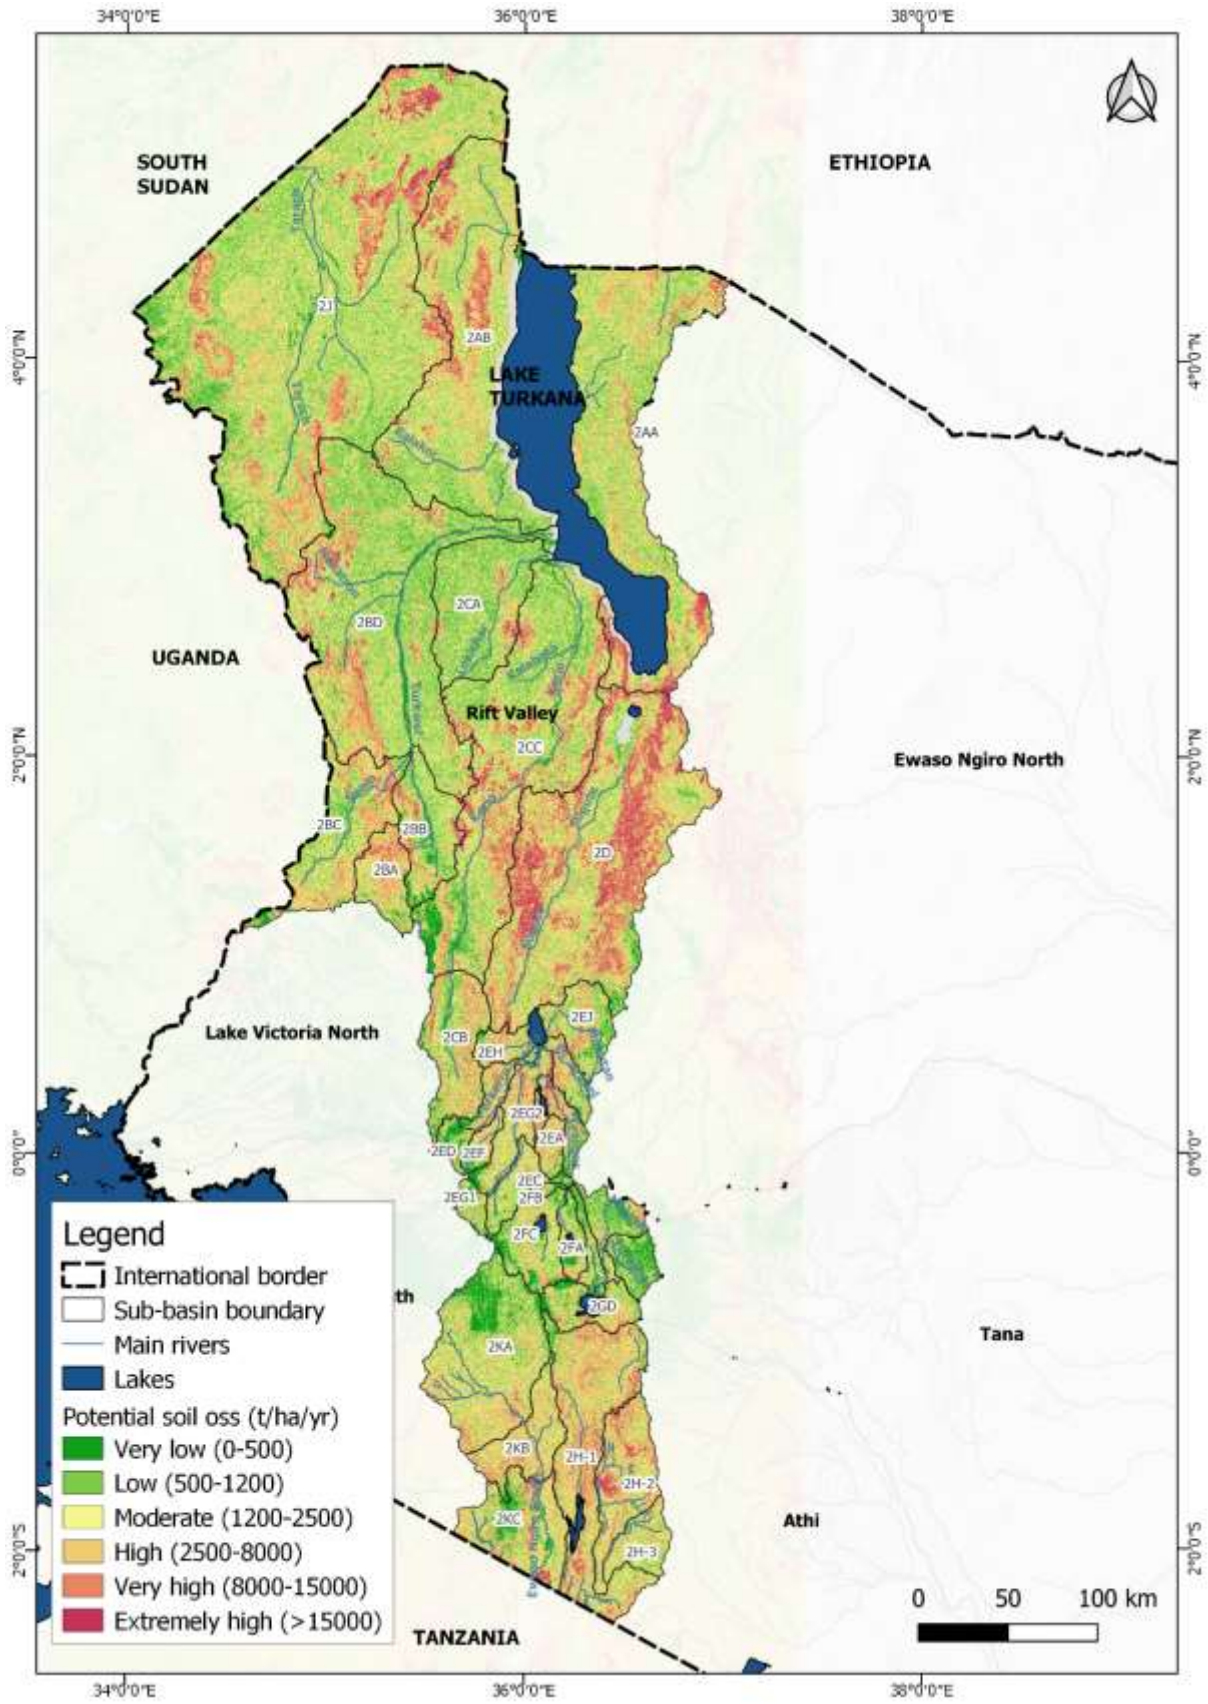 34°0'0"E
36°0'0"E
38°0'0"E
SOUTH
SUDAN
ETHIOPIA
2J
2AB
4°0'0"N
4°0'0"N
LAKE
TURKANA
2AA
2CA
2BD
UGANDA
Turkwel
Rift Valley
2CC
2°0'0"N
2°0'0"N
Ewaso Ngiro North
2BC
2BB
2D
2BA
Lake Victoria North
2EJ
2CB
2EH
2EG2
2EA
0°0'0"
0°0'0"
2ED
2EF
2EC
2EG1
2FB
2FC
2FA
Legend
International border
Sub-basin boundary
Main rivers
Lakes
Potential soil oss (t/ha/yr)
Very low (0-500)
Low (500-1200)
Moderate (1200-2500)
High (2500-8000)
Very high (8000-15000)
Extremely high (>15000)
th
2GD
Tana
2KA
2KB
2H-1
2H-2
2KC
Athi
2H-3
2°0'0"S
2°0'0"S
0 50 100 km
TANZANIA
34°0'0"E
36°0'0"E
38°0'0"E